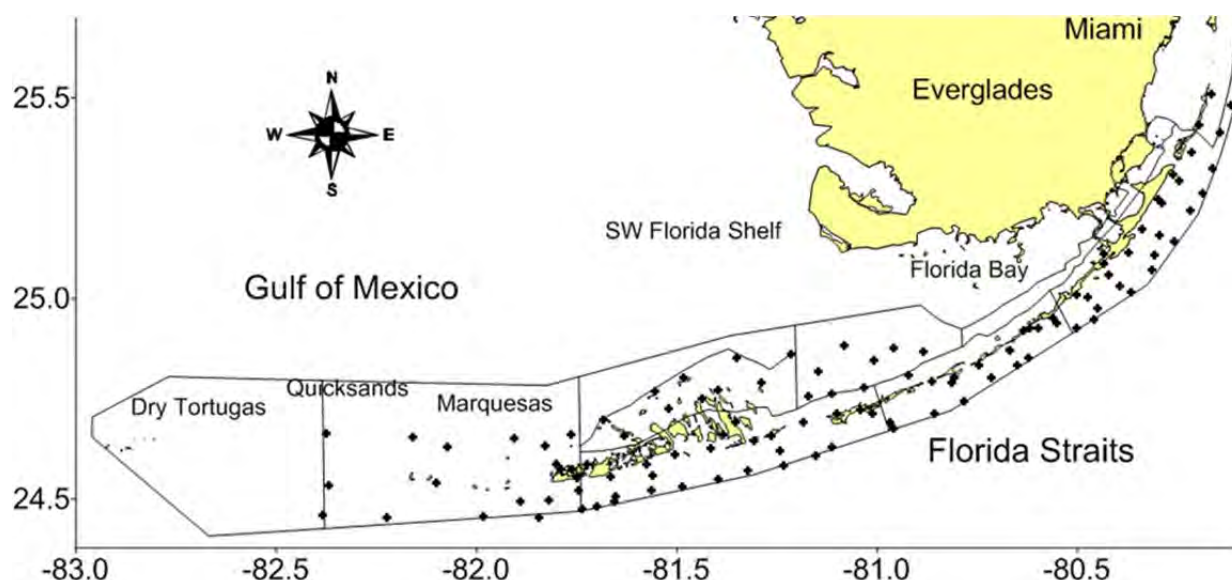 Miami
25.5
N
W
E
S
Everglades
SW Florida Shelf
Florida Bay
Gulf of Mexico
25.0
Quicksands
Dry Tortugas
Marquesas
Florida Straits
24.5
-83.0
-82.5
-82.0
-81.5
-81.0
-80.5